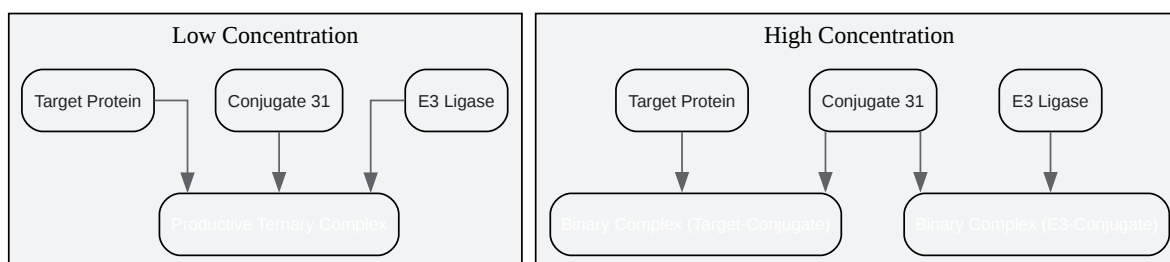 Low Concentration
Target Protein
Conjugate 31
E3 Ligase
Productive Ternary Complex
High Concentration
Target Protein
Conjugate 31
E3 Ligase
Binary Complex (Target-Conjugate)
Binary Complex (E3-Conjugate)